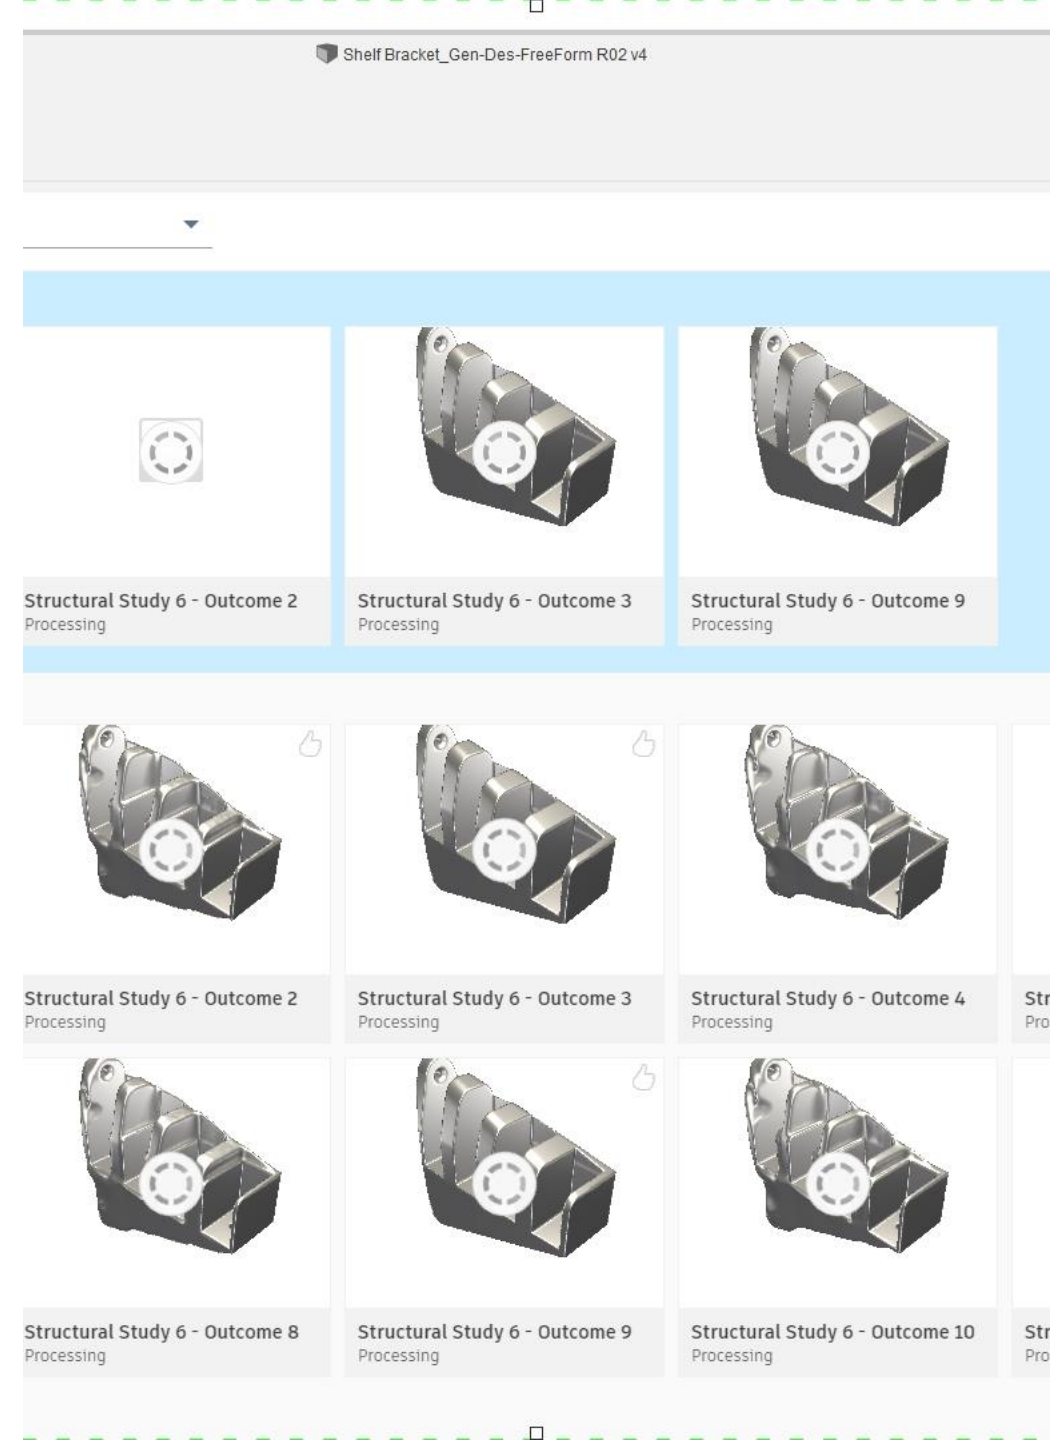 Shelf Bracket_Gen-Des-FreeForm R02 v4
Structural Study 6 - Outcome 2
Processing
Structural Study 6 - Outcome 3
Processing
Structural Study 6 - Outcome 9
Processing
Structural Study 6 - Outcome 2
Processing
Structural Study 6 - Outcome 3
Processing
Structural Study 6 - Outcome 4
Processing
Str
Pro
Structural Study 6 - Outcome 8
Processing
Structural Study 6 - Outcome 9
Processing
Structural Study 6 - Outcome 10
Processing
Str
Pro